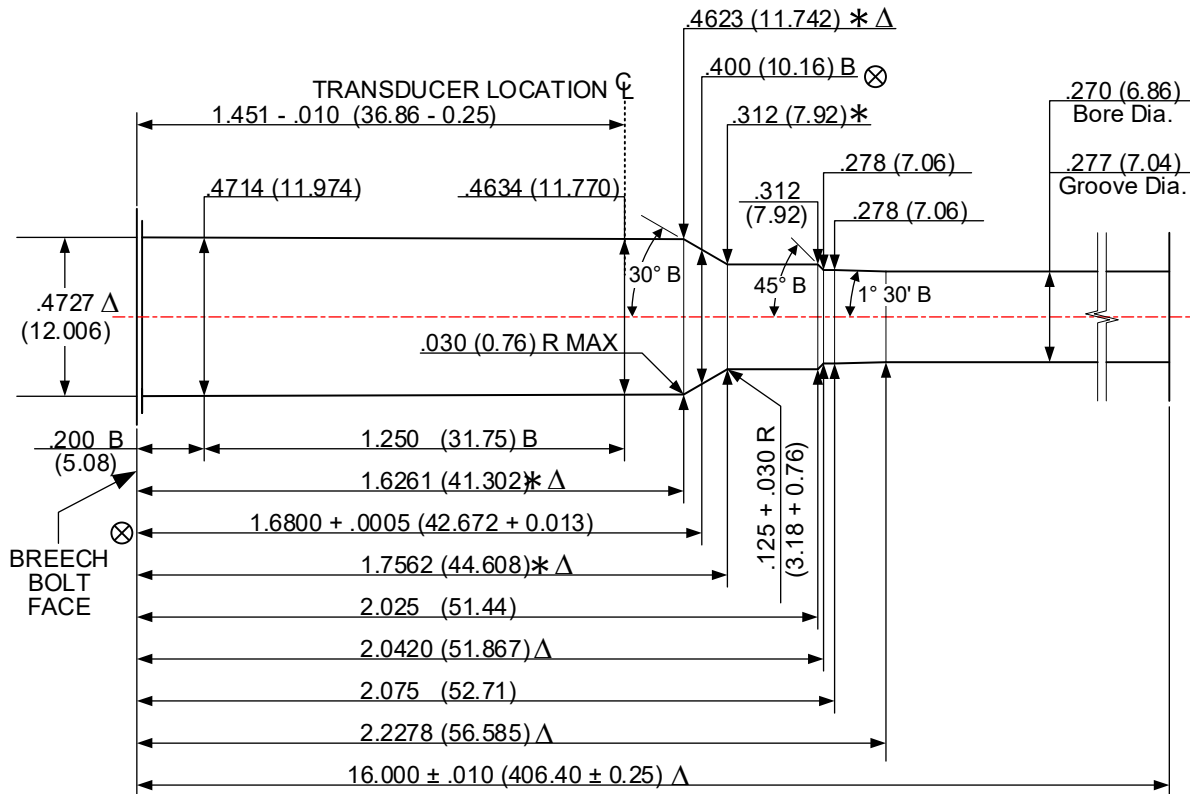 .4623 (11.742) * Δ
.400 (10.16) B ⊗
TRANSDUCER LOCATION ℄
1.451 - .010 (36.86 - 0.25)
.312 (7.92) *
.270 (6.86)
Bore Dia.
.278 (7.06)
.277 (7.04)
Groove Dia.
.4714 (11.974)
.4634 (11.770)
.312
(7.92)
.278 (7.06)
30° B
45° B
1° 30' B
.4727 Δ
(12.006)
.030 (0.76) R MAX
.200 B
(5.08)
1.250 (31.75) B
.125 + .030 R
(3.18 + 0.76)
1.6261 (41.302) * Δ
⊗ 1.6800 + .0005 (42.672 + 0.013)
BREECH
BOLT
FACE
1.7562 (44.608) * Δ
2.025 (51.44)
2.0420 (51.867) Δ
2.075 (52.71)
2.2278 (56.585) Δ
16.000 ± .010 (406.40 ± 0.25) Δ